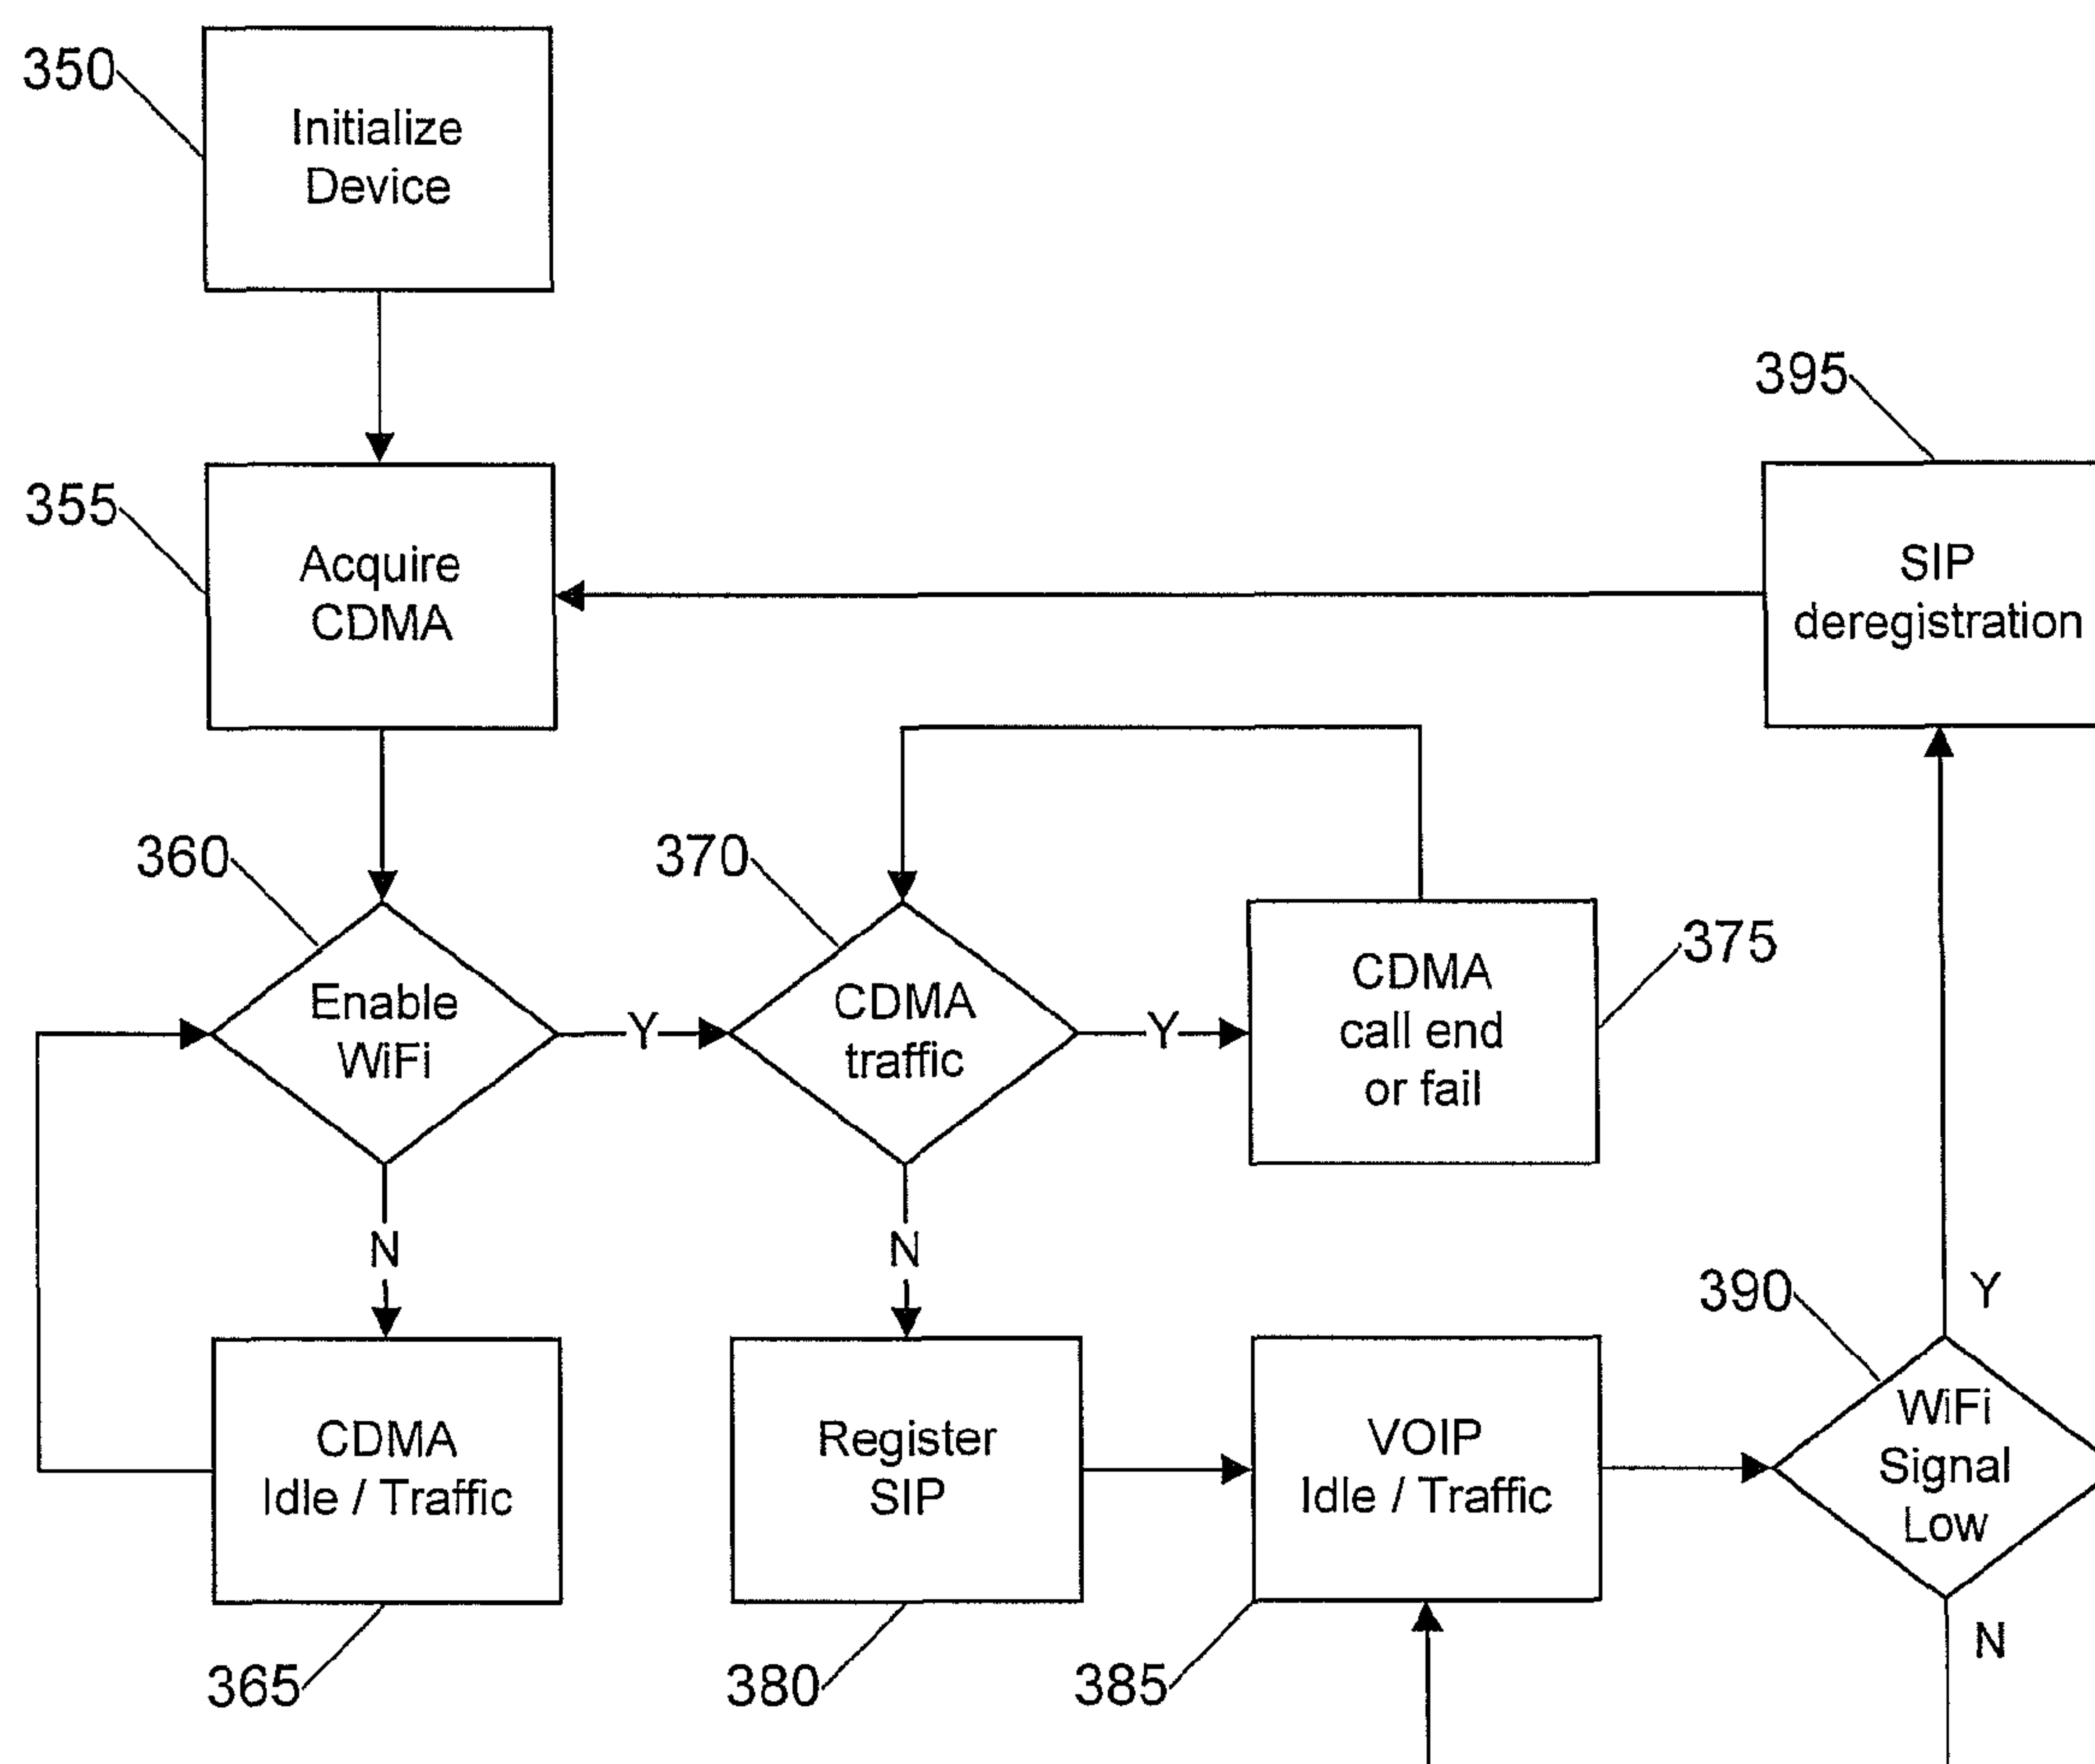 350
Initialize
Device
395
355
Acquire
CDMA
SIP
deregistration
360
370
375
Enable
WiFi
Y
CDMA
traffic
Y
CDMA
call end
or fail
N
N
390
Y
CDMA
Idle / Traffic
Register
SIP
VOIP
Idle / Traffic
WiFi
Signal
Low
365
380
385
N